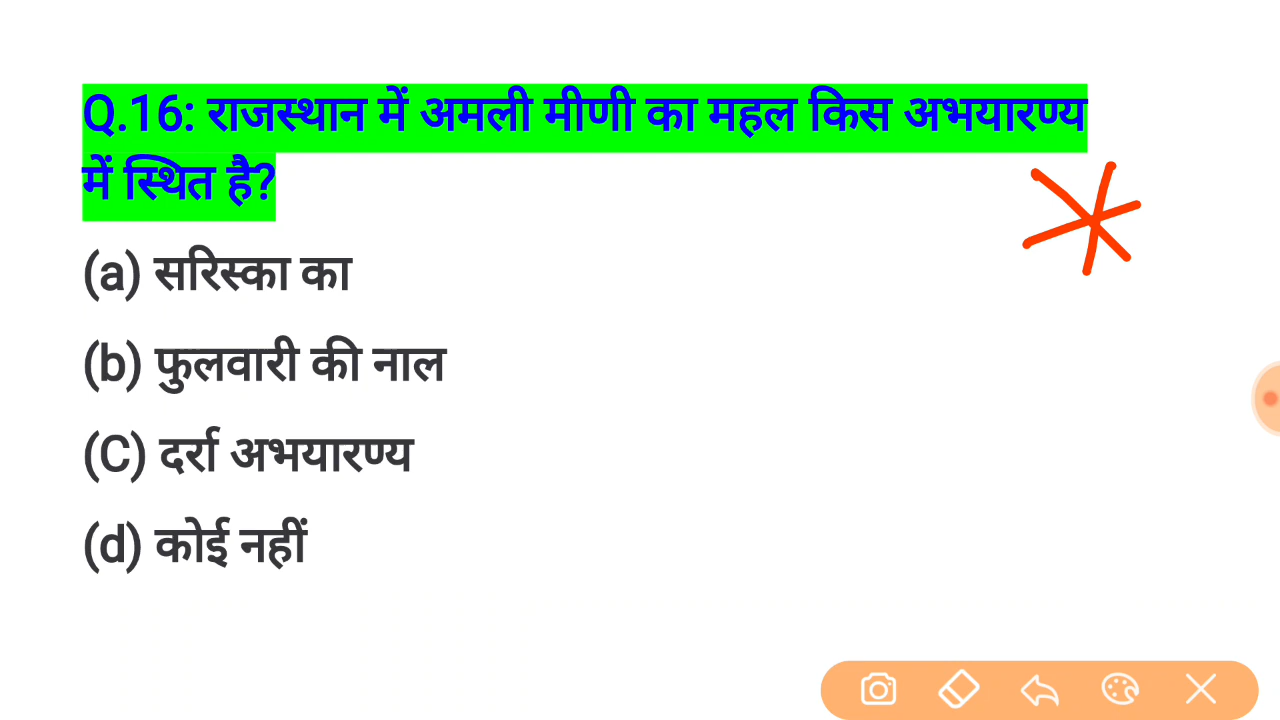 Q.16: राजस्थान में अमली मीणी का महल किस अभयारण्य
में स्थित है?
(a) सरिस्का का
(b) फुलवारी की नाल
(C) दर्रा अभयारण्य
(d) कोई नहीं